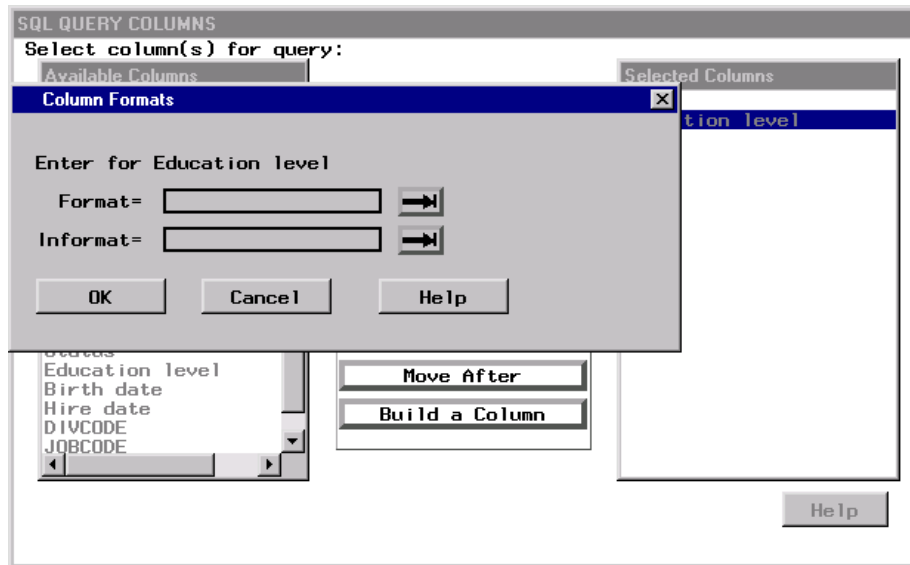 SQL QUERY COLUMNS
Select column(s) for query:
Available Columns
Selected Columns
Column Formats
tion level
Enter for Education level
Format=
Informat=
OK Cancel Help
Status
Education level
Birth date
Hire date
DIVCODE
JOBCODE
Move After
Build a Column
Help